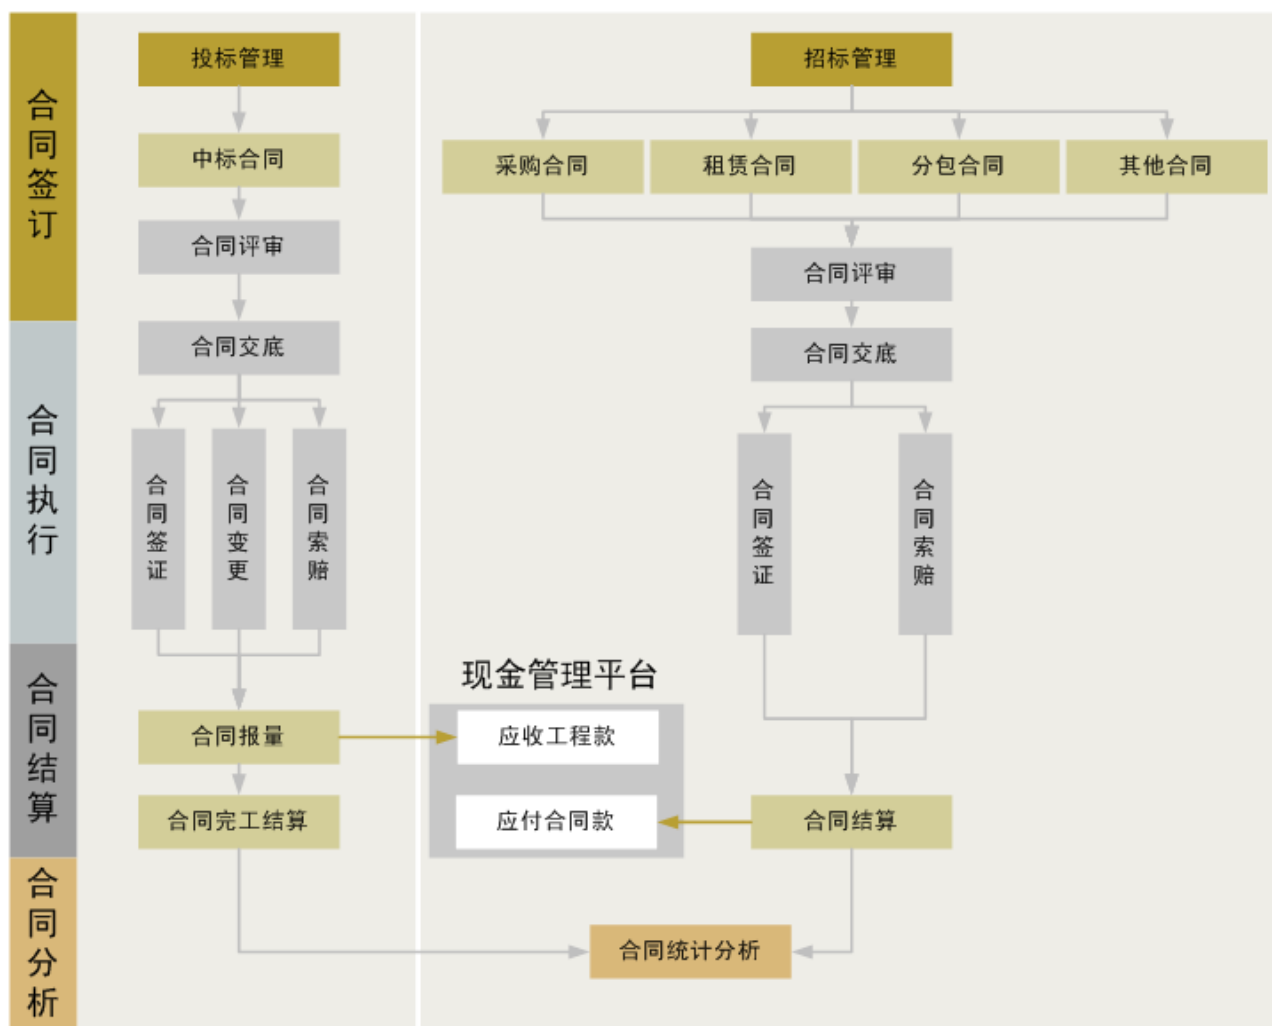 合同签订
投标管理
招标管理
中标合同
采购合同
租赁合同
分包合同
其他合同
合同评审
合同评审
合同执行
合同交底
合同交底
合同签证
合同变更
合同索赔
合同签证
合同索赔
合同结算
现金管理平台
合同报量
应收工程款
合同完工结算
应付合同款
合同结算
合同分析
合同统计分析